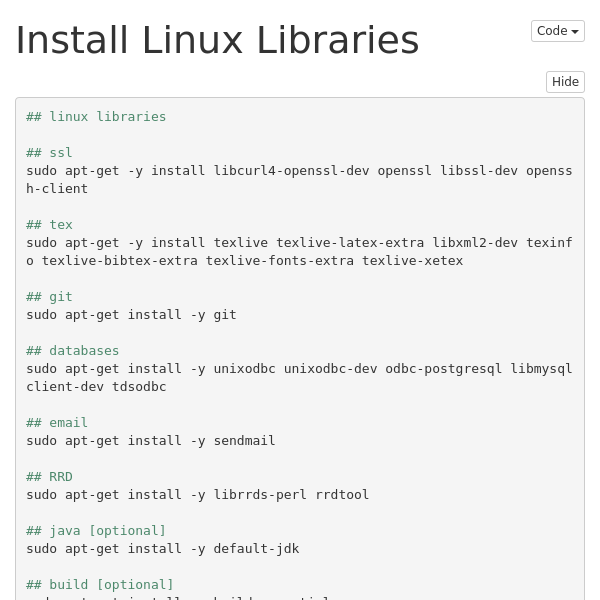 Install Linux Libraries
Code
Hide
## linux libraries
## ssl
sudo apt-get -y install libcurl4-openssl-dev openssl libssl-dev openss
h-client
## tex
sudo apt-get -y install texlive texlive-latex-extra libxml2-dev texinf
o texlive-bibtex-extra texlive-fonts-extra texlive-xetex
## git
sudo apt-get install -y git
## databases
sudo apt-get install -y unixodbc unixodbc-dev odbc-postgresql libmysql
client-dev tdsodbc
## email
sudo apt-get install -y sendmail
## RRD
sudo apt-get install -y librrds-perl rrdtool
## java [optional]
sudo apt-get install -y default-jdk
## build [optional]